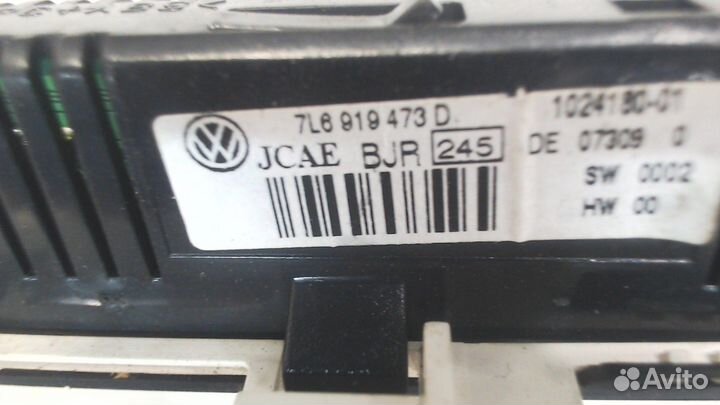 7L6 919 473 D.
JCAE BJR 245
1024180-01
DE 07309 0
SW 0002
HW 00
Avito